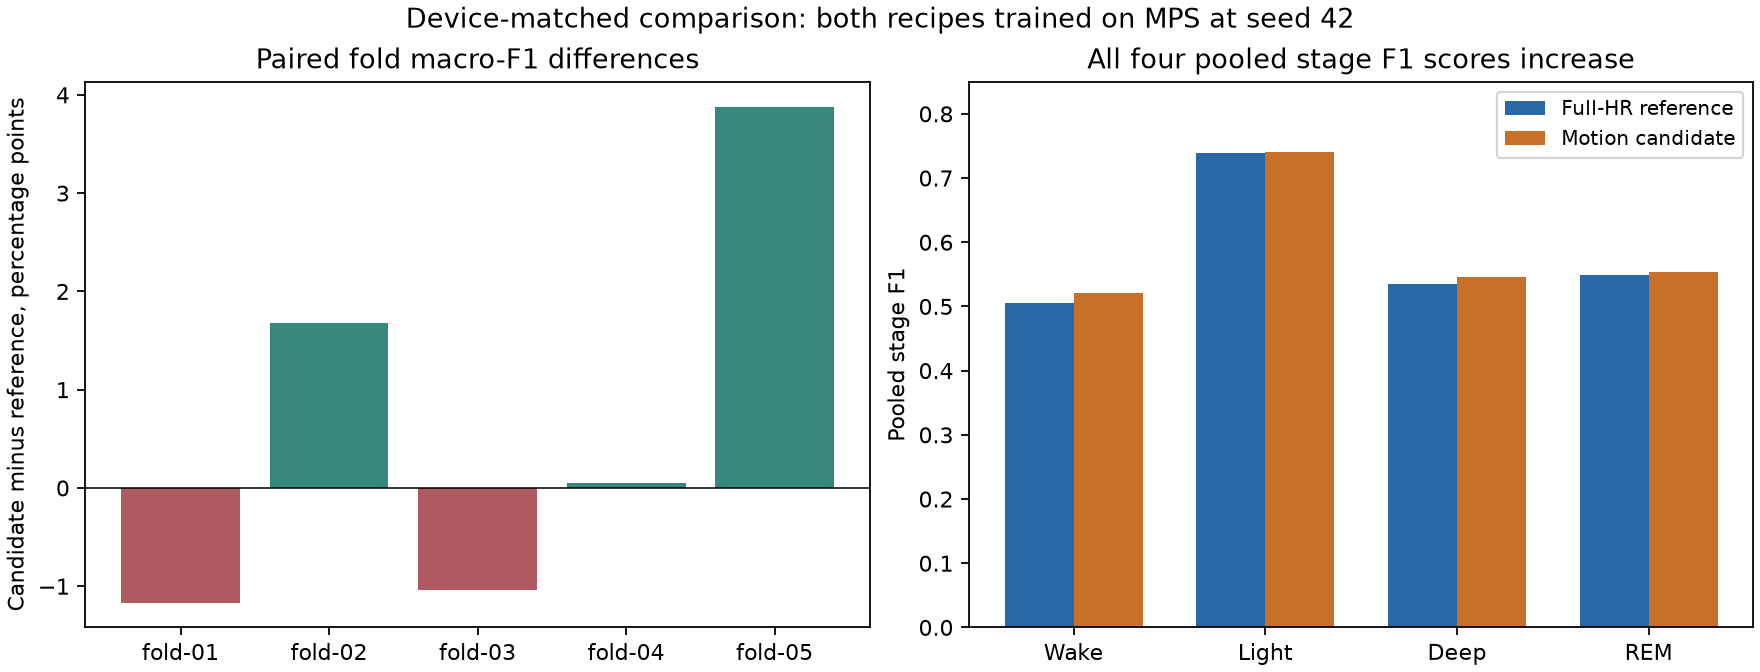 Device-matched comparison: both recipes trained on MPS at seed 42
Paired fold macro-F1 differences
Candidate minus reference, percentage points
4
3
2
1
0
−1
fold-01
fold-02
fold-03
fold-04
fold-05
All four pooled stage F1 scores increase
Pooled stage F1
0.8
0.7
0.6
0.5
0.4
0.3
0.2
0.1
0.0
Full-HR reference
Motion candidate
Wake
Light
Deep
REM